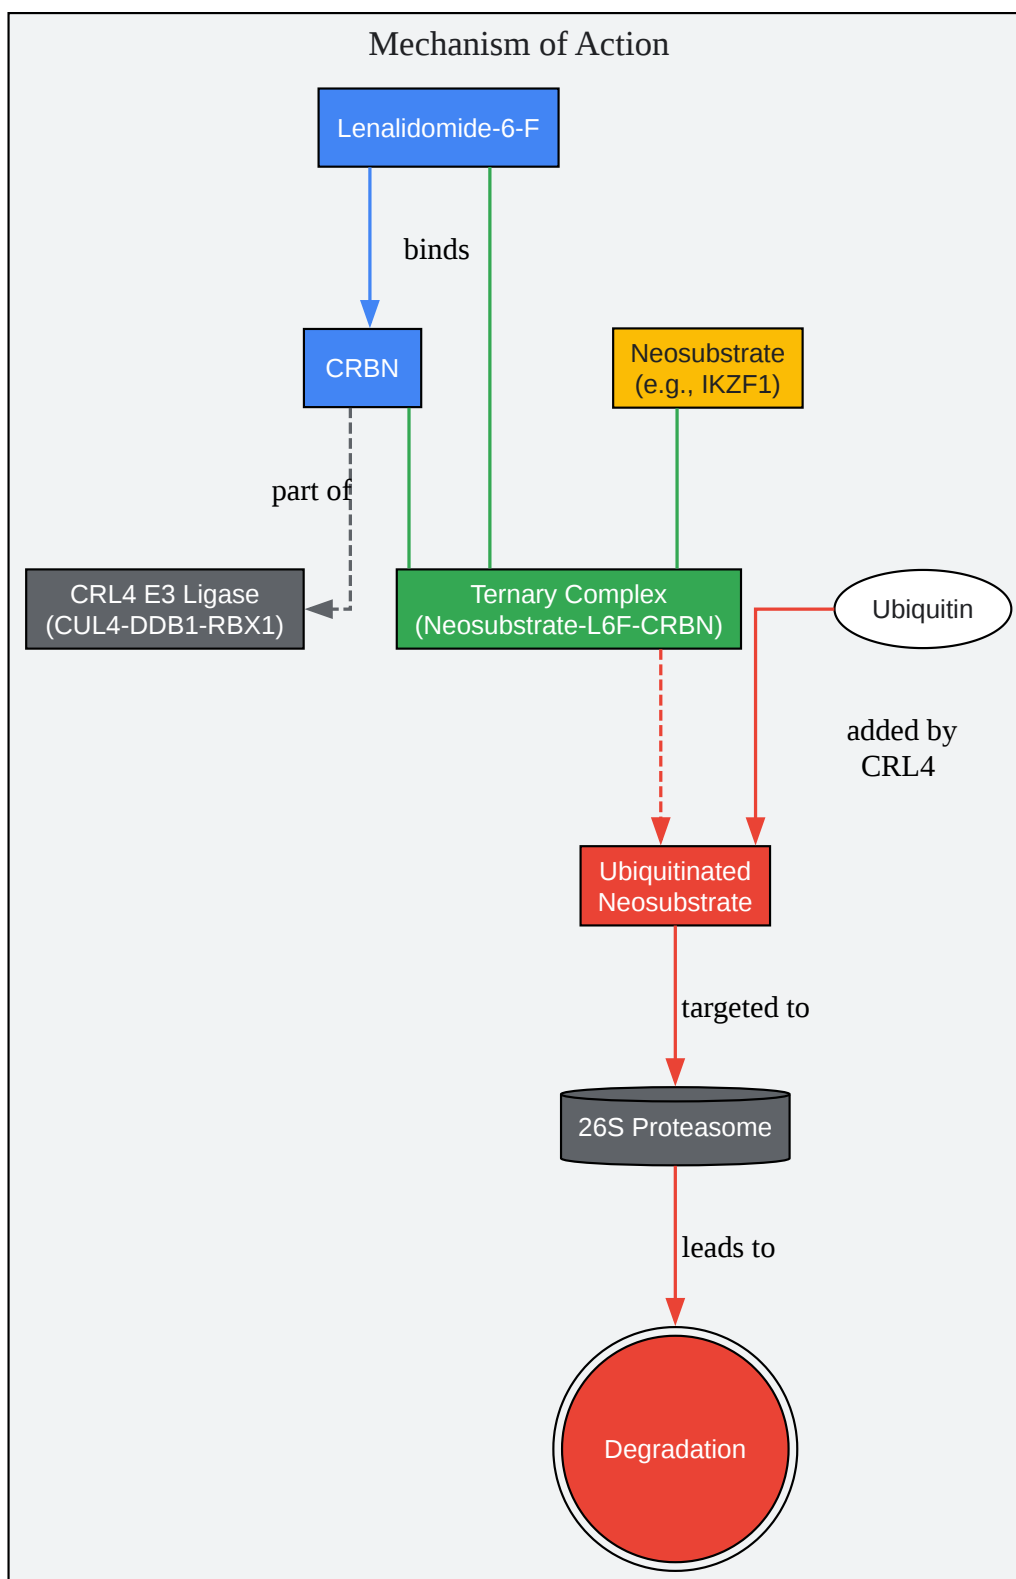 Mechanism of Action
Lenalidomide-6-F
binds
CRBN
Neosubstrate
(e.g., IKZF1)
part of
CRL4 E3 Ligase
(CUL4-DDB1-RBX1)
Ternary Complex
(Neosubstrate-L6F-CRBN)
Ubiquitin
added by
CRL4
Ubiquitinated
Neosubstrate
targeted to
26S Proteasome
leads to
Degradation